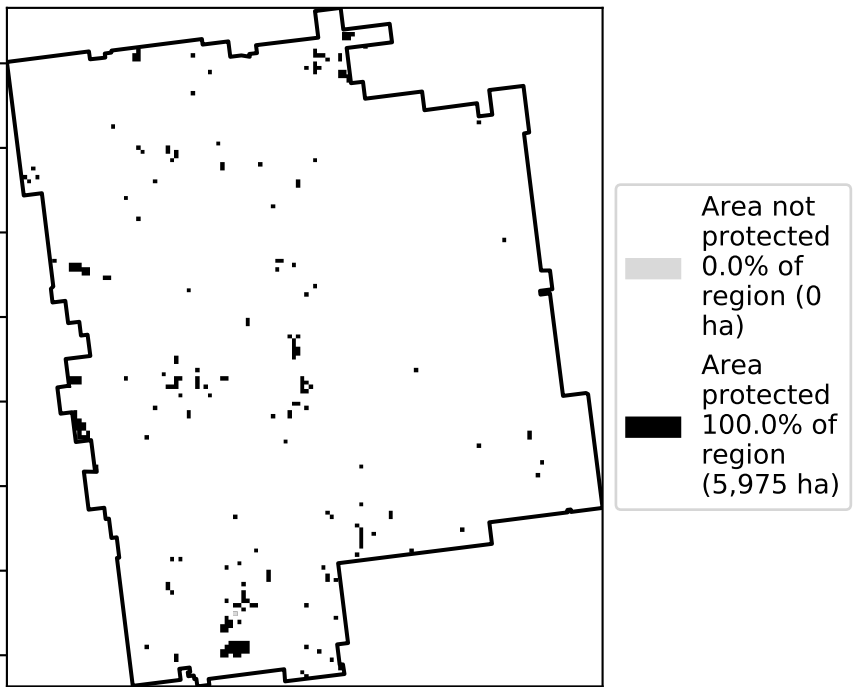 Area not
protected
0.0% of
region (0
ha)
Area
protected
100.0% of
region
(5,975 ha)